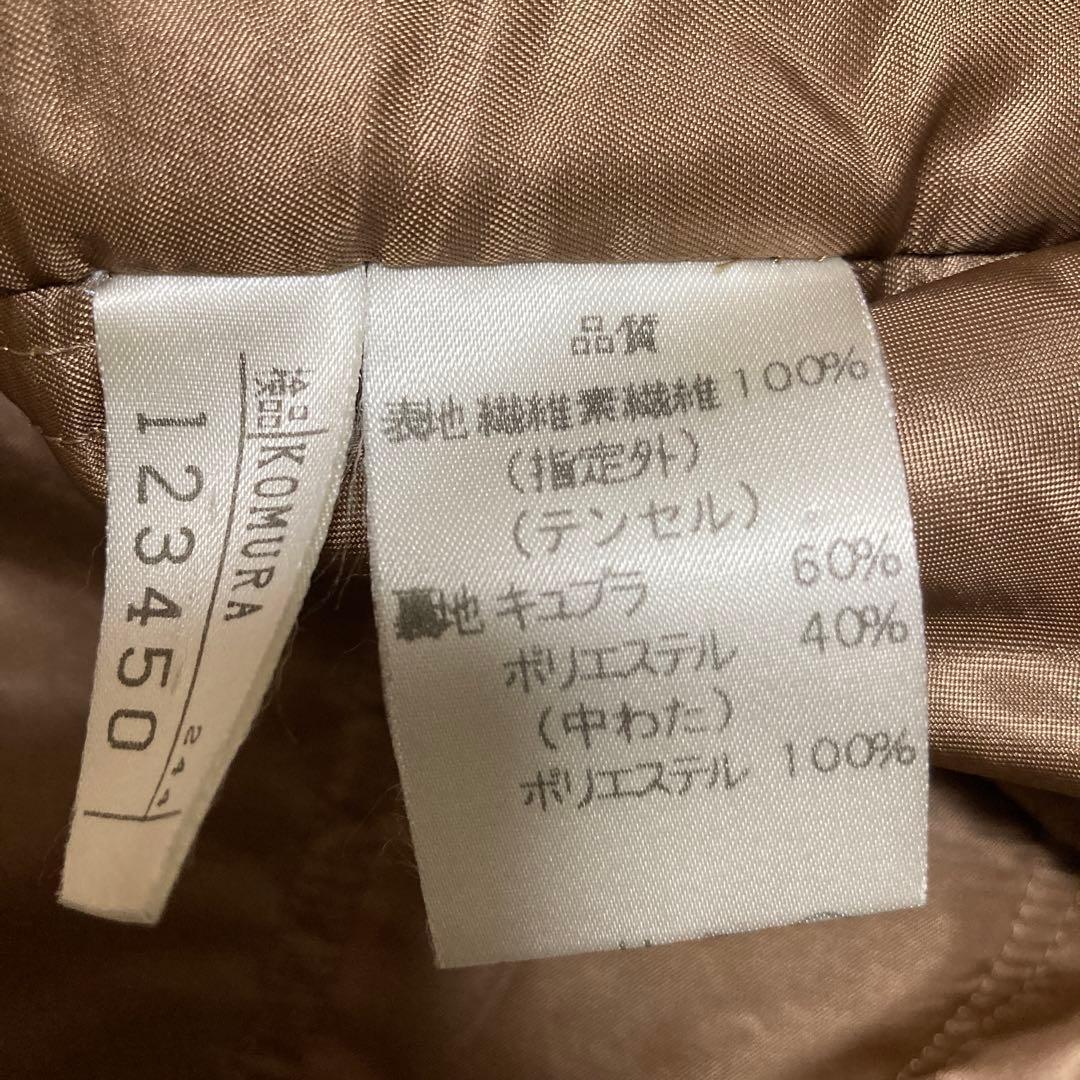 検品 KOMURA
123450
品質
表地 繊維素繊維 100%
(指定外)
(テンセル)
裏地 キュプラ 60%
ポリエステル 40%
(中わた)
ポリエステル 100%